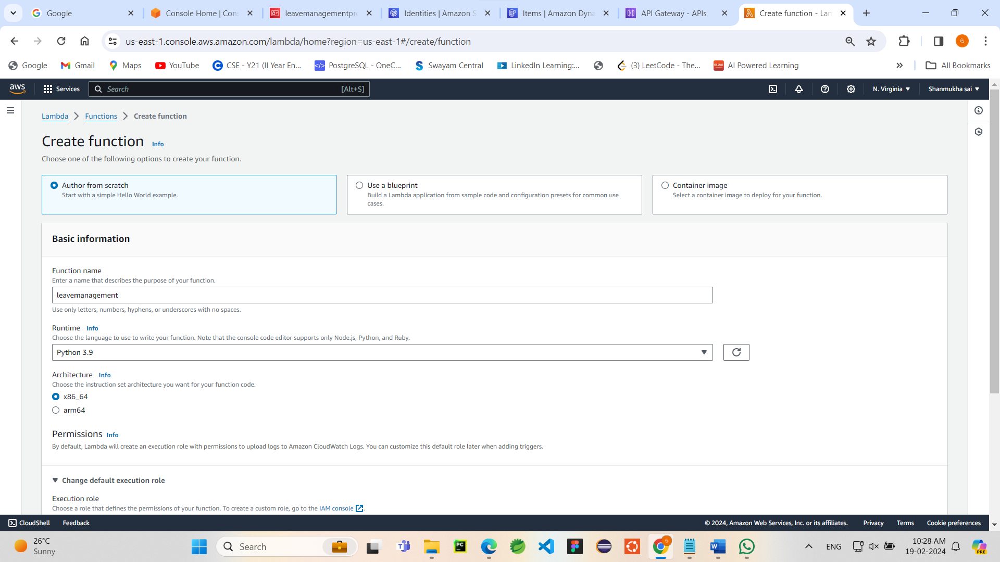 Google
Console Home | Cons
leavemanagementpro
Identities | Amazon S
Items | Amazon Dyna
API Gateway - APIs
Create function - Lam
us-east-1.console.aws.amazon.com/lambda/home?region=us-east-1#/create/function
Google
Gmail
Maps
YouTube
CSE - Y21 (II Year En...
PostgreSQL - OneC...
Swayam Central
LinkedIn Learning:...
(3) LeetCode - The...
AI Powered Learning
All Bookmarks
aws
Services
Search
[Alt+S]
N. Virginia
Shanmukha sai
Lambda
Functions
Create function
Create function Info
Choose one of the following options to create your function.
Author from scratch
Start with a simple Hello World example.
Use a blueprint
Build a Lambda application from sample code and configuration presets for common use
cases.
Container image
Select a container image to deploy for your function.
Basic information
Function name
Enter a name that describes the purpose of your function.
leavemanagement
Use only letters, numbers, hyphens, or underscores with no spaces.
Runtime Info
Choose the language to use to write your function. Note that the console code editor supports only Node.js, Python, and Ruby.
Python 3.9
Architecture Info
Choose the instruction set architecture you want for your function code.
x86_64
arm64
Permissions Info
By default, Lambda will create an execution role with permissions to upload logs to Amazon CloudWatch Logs. You can customize this default role later when adding triggers.
Change default execution role
Execution role
Choose a role that defines the permissions of your function. To create a custom role, go to the IAM console.
CloudShell
Feedback
© 2024, Amazon Web Services, Inc. or its affiliates.
Privacy
Terms
Cookie preferences
26°C
Sunny
Search
ENG
10:28 AM
19-02-2024